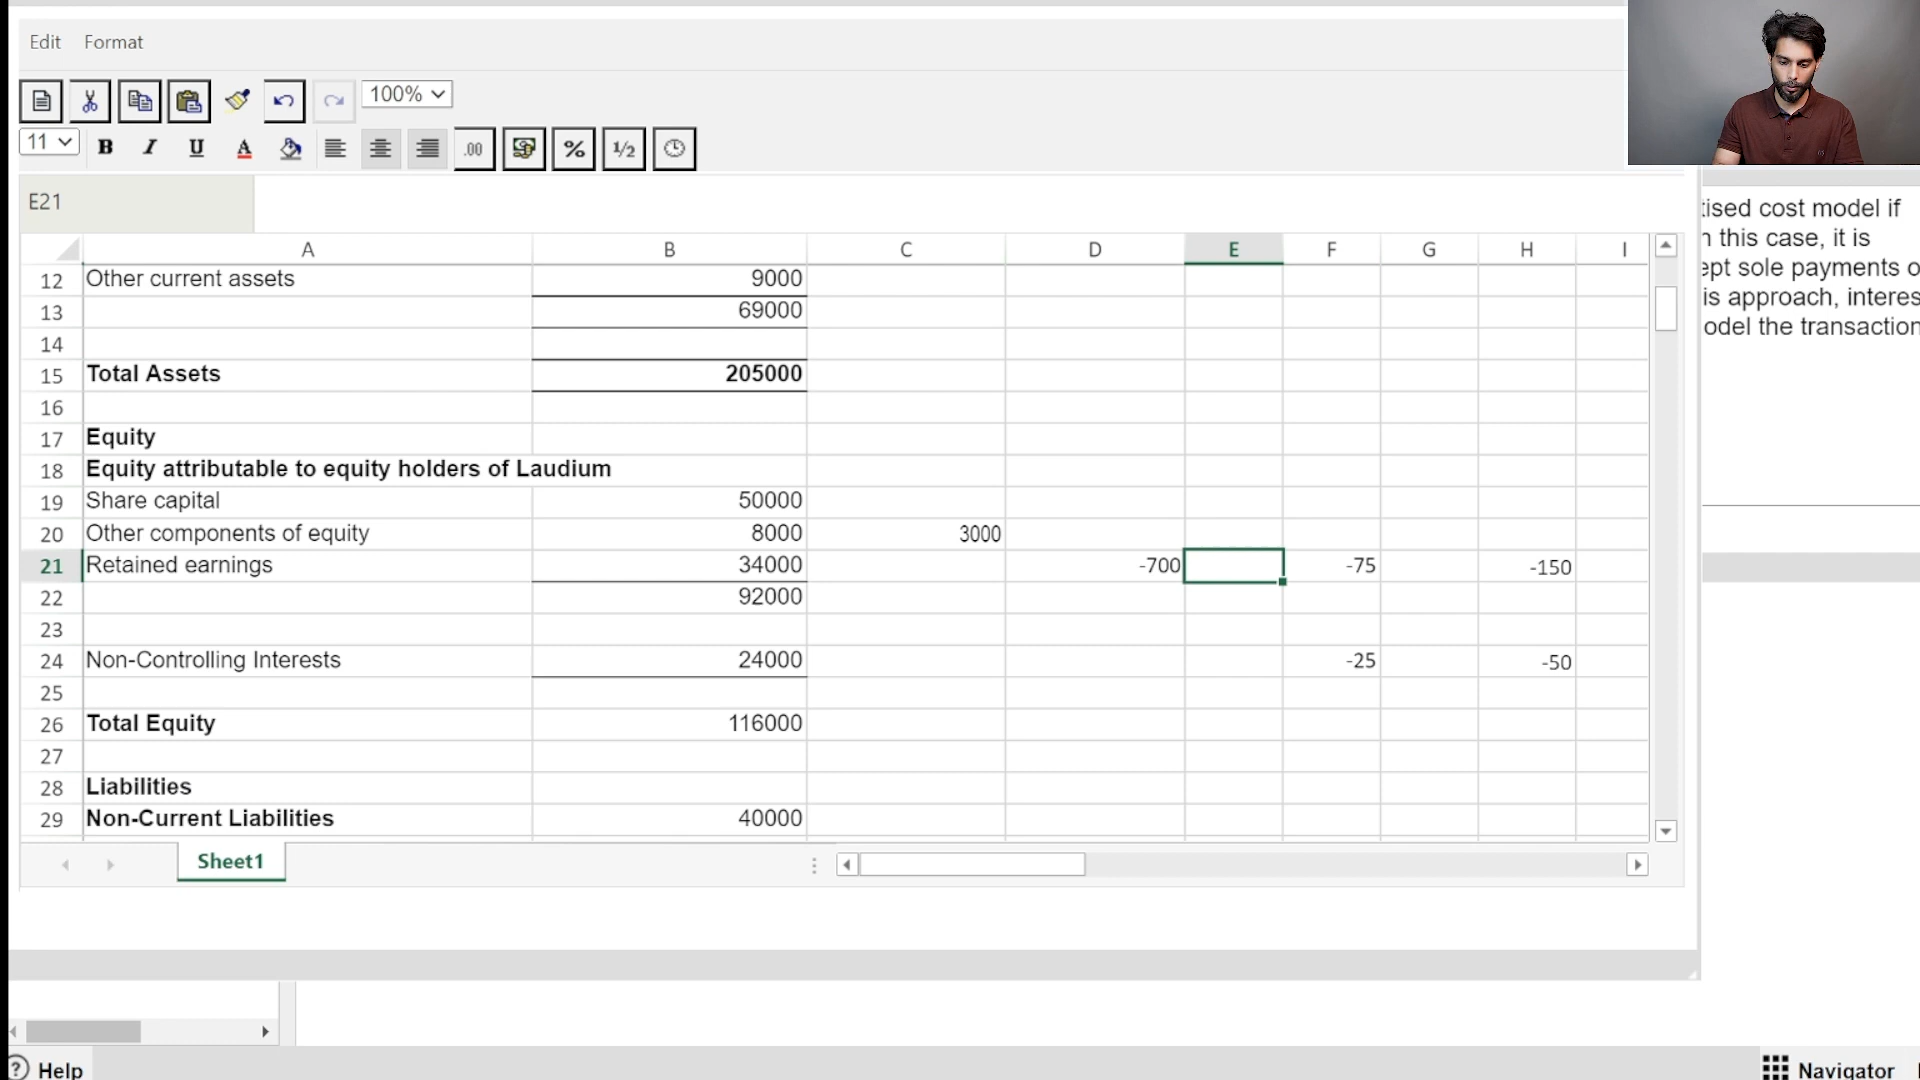 Edit Format
100%
11 B I U A .00 % 1/2
E21
A B C D E F G H I
12 Other current assets 9000
13 69000
14
15 Total Assets 205000
16
17 Equity
18 Equity attributable to equity holders of Laudium
19 Share capital 50000
20 Other components of equity 8000 3000
21 Retained earnings 34000 -700 -75 -150
22 92000
23
24 Non-Controlling Interests 24000 -25 -50
25
26 Total Equity 116000
27
28 Liabilities
29 Non-Current Liabilities 40000
Sheet1
tised cost model if
n this case, it is
ept sole payments o
is approach, interes
odel the transaction
? Help
Navigator